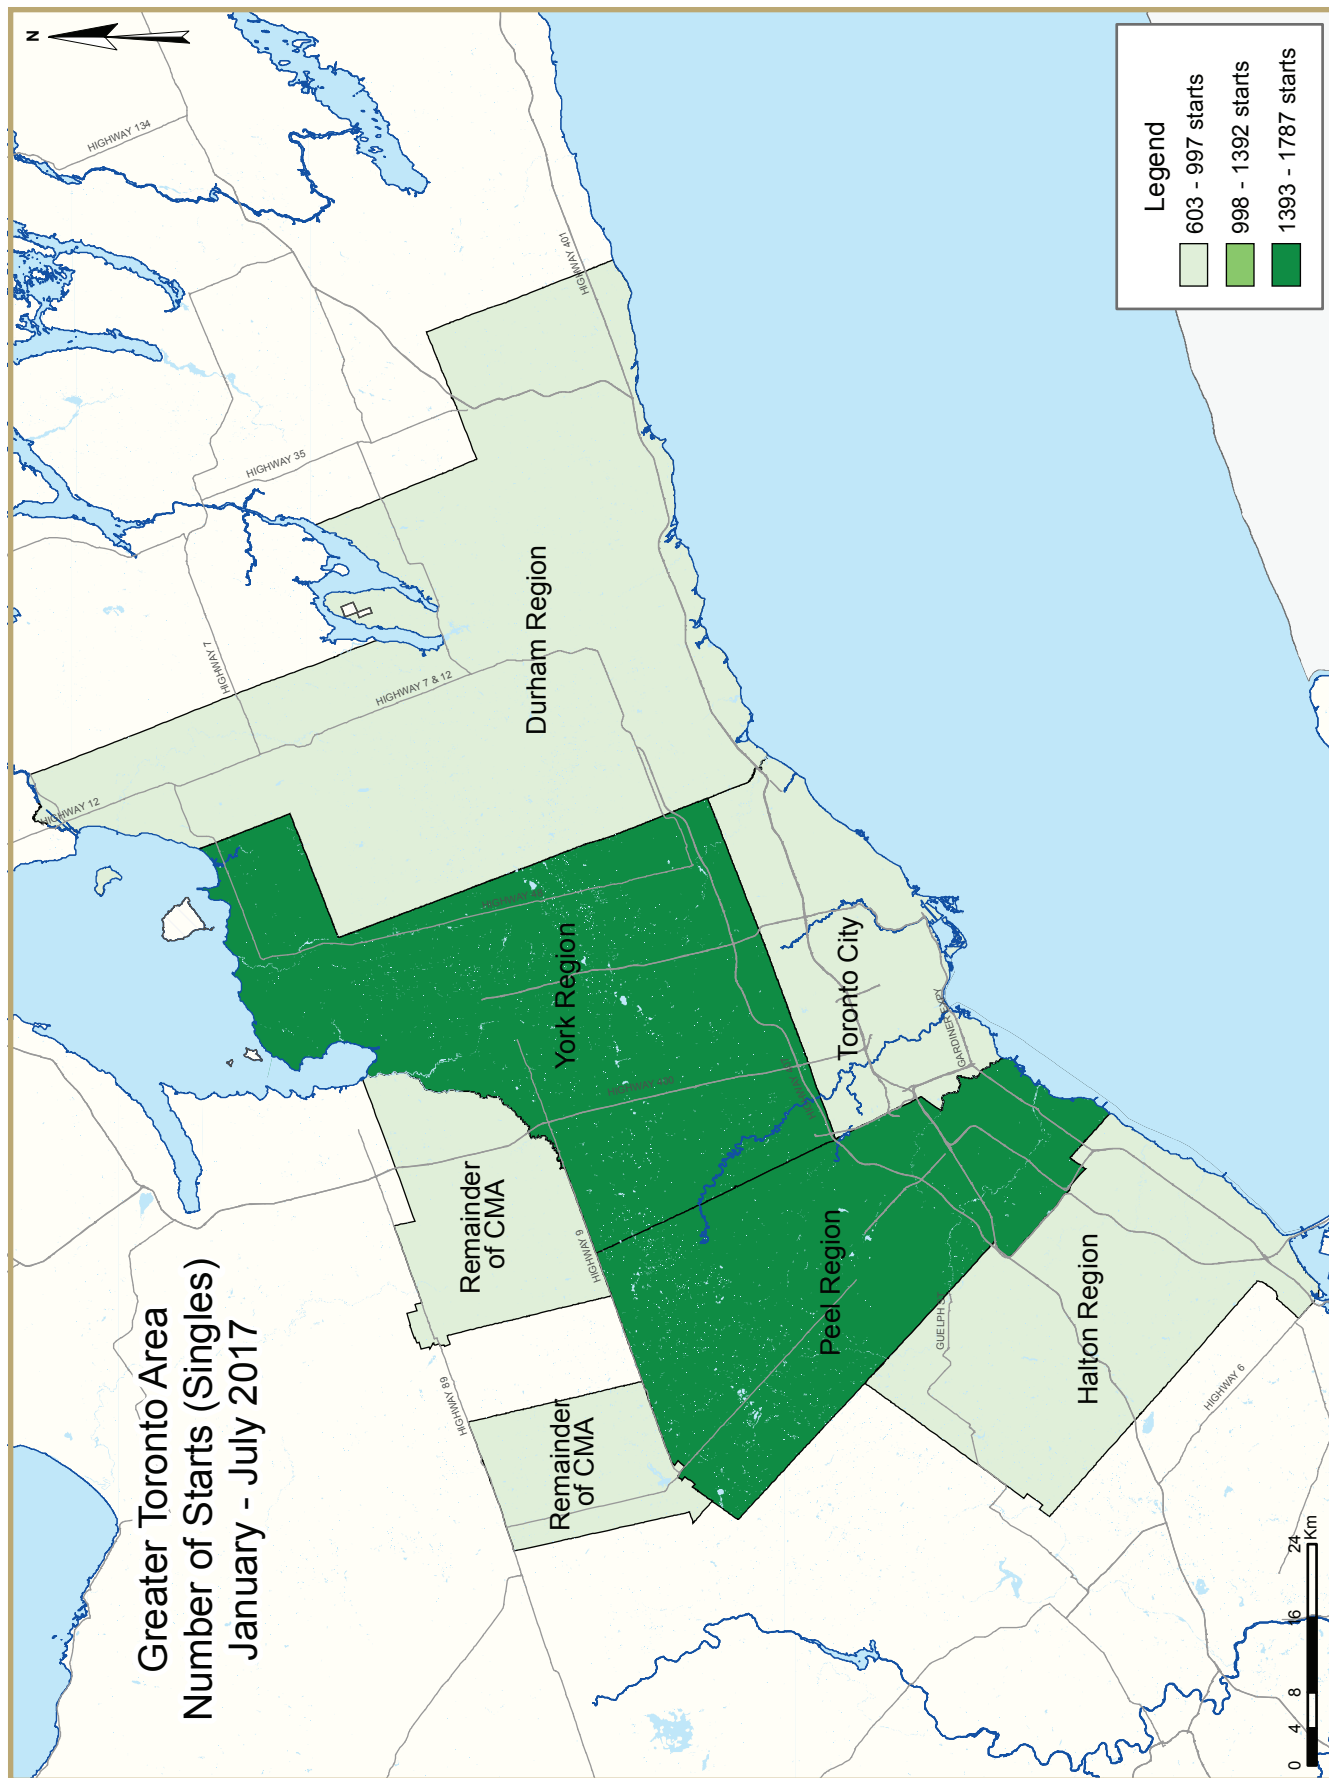 Greater Toronto Area
Number of Starts (Singles)
January - July 2017
N
HIGHWAY 134
HIGHWAY 401
HIGHWAY 35
HIGHWAY 7
HIGHWAY 7 & 12
HIGHWAY 12
Durham Region
York Region
Toronto City
GARDINER EXPY
Remainder
of CMA
HIGHWAY 9
HIGHWAY 89
Remainder
of CMA
Peel Region
GUELPH
Halton Region
HIGHWAY 6
Legend
603 - 997 starts
998 - 1392 starts
1393 - 1787 starts
0 4 8 16 24
Km